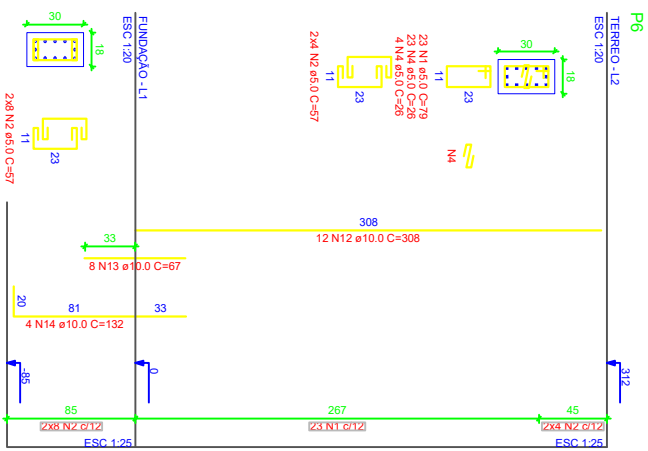 P6
TERREO - L2
ESC 1:20
30
18
23
11
23
11
23 N1 ø5.0 C=79
23 N4 ø5.0 C=26
4 N4 ø5.0 C=26
2x4 N2 ø5.0 C=57
N4
FUNDAÇÃO - L1
ESC 1:20
30
18
23
11
2x8 N2 ø5.0 C=57
308
12 N12 ø10.0 C=308
33
8 N13 ø10.0 C=67
20
81
33
4 N14 ø10.0 C=132
-85
0
312
85
267
45
2x8 N2 c/12
23 N1 c/12
2x4 N2 c/12
ESC 1:25
ESC 1:25